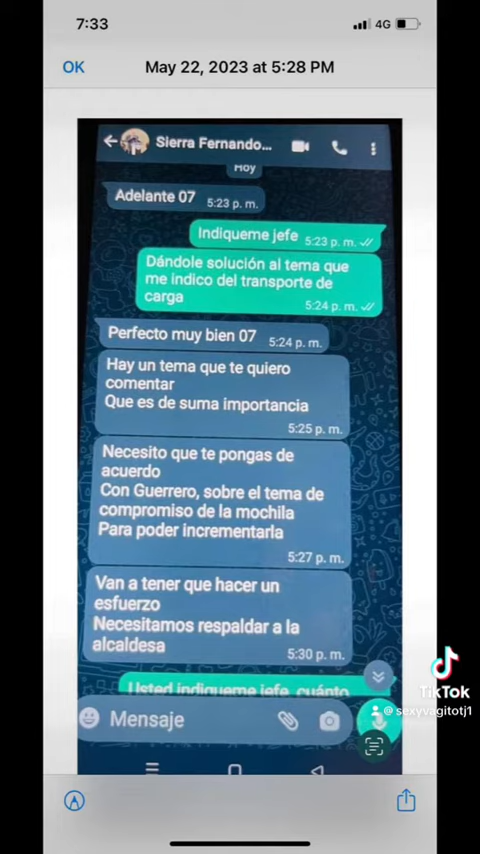 7:33
4G
OK
May 22, 2023 at 5:28 PM
Sierra Fernando...
Hoy
Adelante 07
5:23 p. m.
Indiqueme jefe
5:23 p. m.
Dándole solución al tema que
me indico del transporte de
carga
5:24 p. m.
Perfecto muy bien 07
5:24 p. m.
Hay un tema que te quiero
comentar
Que es de suma importancia
5:25 p. m.
Necesito que te pongas de
acuerdo
Con Guerrero, sobre el tema de
compromiso de la mochila
Para poder incrementarla
5:27 p. m.
Van a tener que hacer un
esfuerzo
Necesitamos respaldar a la
alcaldesa
5:30 p. m.
Usted indiqueme jefe, cuánto
Mensaje
TikTok
@sexyvagitotj1